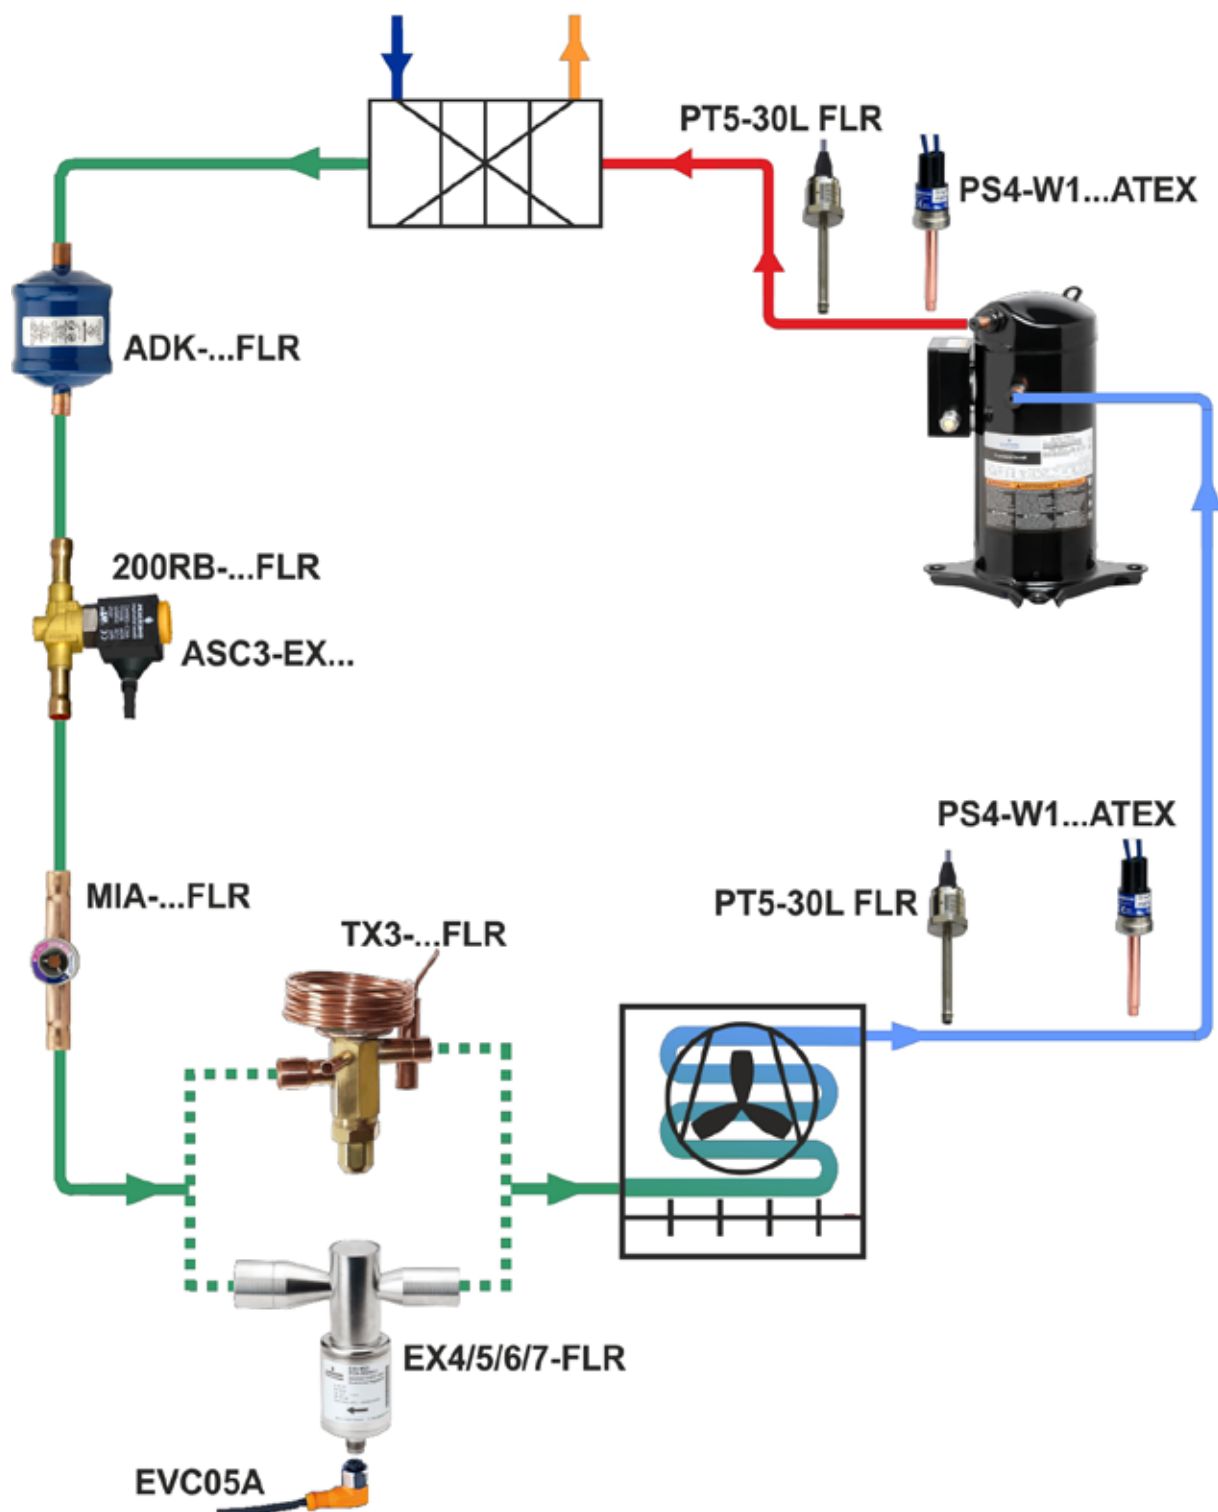 PT5-30L FLR
PS4-W1...ATEX
ADK-...FLR
200RB-...FLR
ASC3-EX...
MIA-...FLR
TX3-...FLR
PS4-W1...ATEX
PT5-30L FLR
EX4/5/6/7-FLR
EVC05A